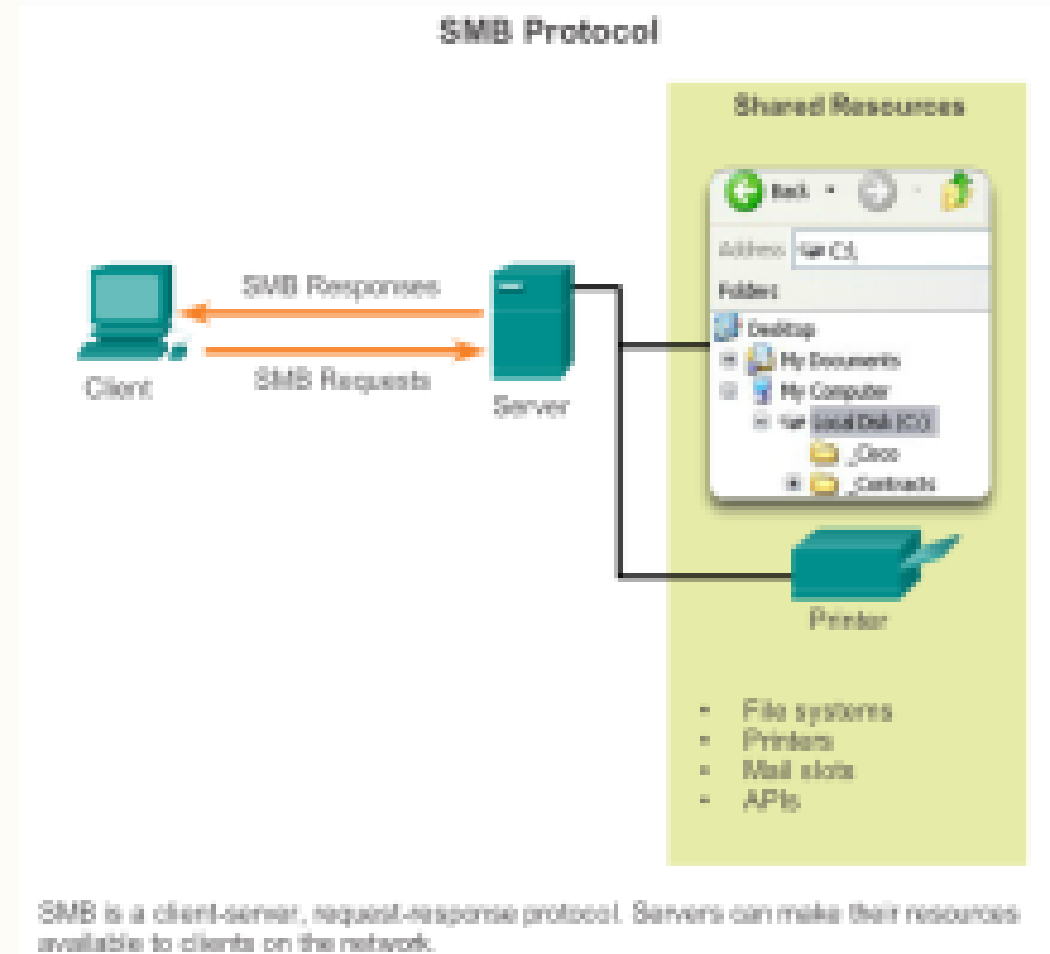 SMB Protocol
Shared Resources
Back
Address C:\
Folders
Desktop
My Documents
My Computer
Local Disk (C:)
_Cisco
_Contracts
SMB Responses
SMB Requests
Client
Server
Printer
• File systems
• Printers
• Mail slots
• APIs
SMB is a client-server, request-response protocol. Servers can make their resources
available to clients on the network.